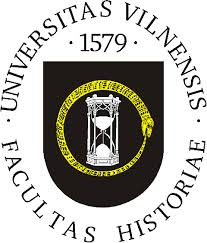 · UNIVERSITAS VILNENSIS ·
· 1579 ·
FACULTAS HISTORIAE